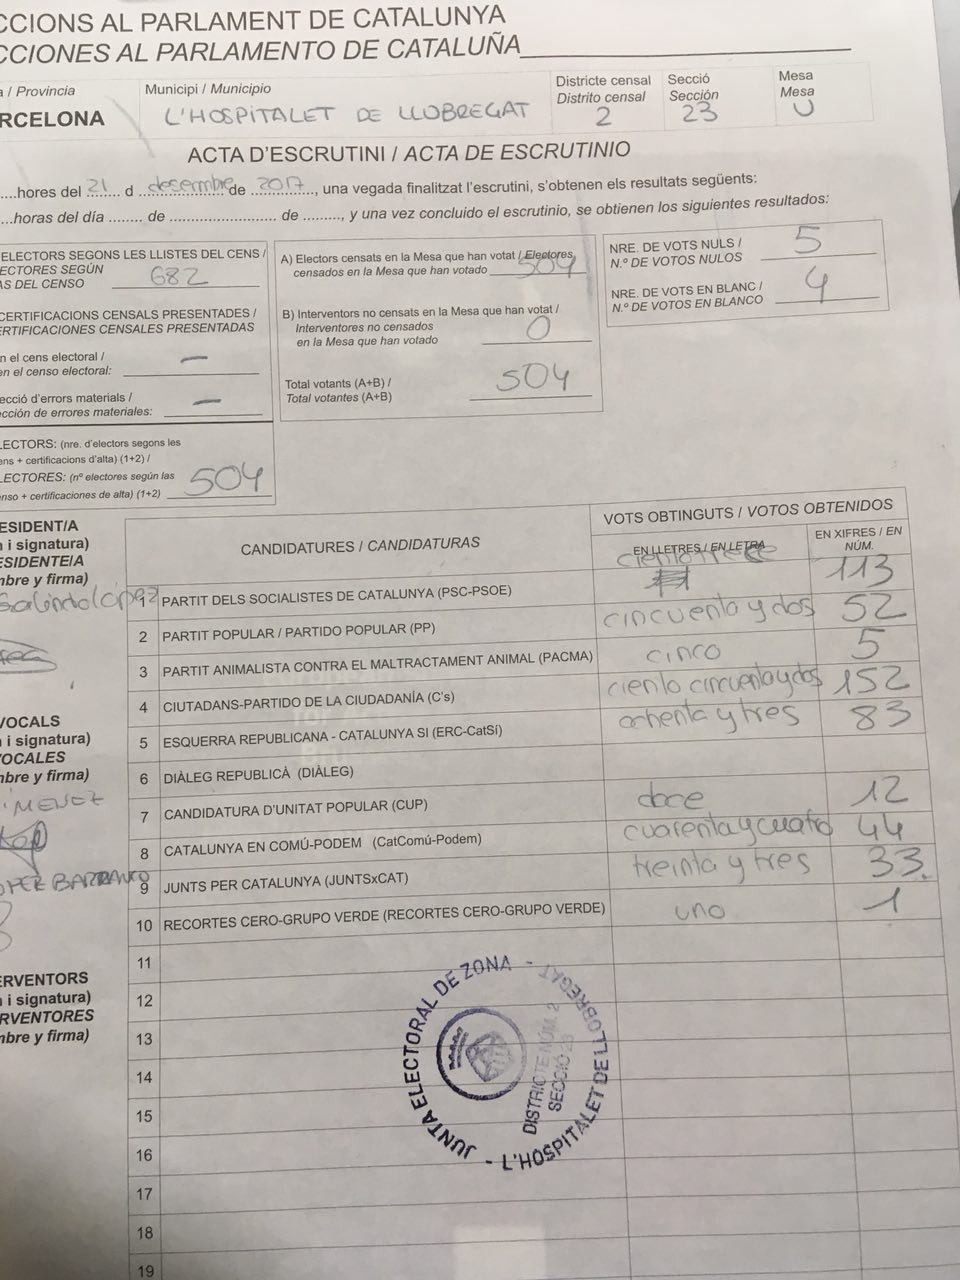 CCIONS AL PARLAMENT DE CATALUNYA
CCIONES AL PARLAMENTO DE CATALUÑA
a / Provincia
RCELONA
Municipi / Municipio
L'HOSPITALET DE LLOBREGAT
Districte censal
Distrito censal
2
Secció
Sección
23
Mesa
Mesa
U
ACTA D'ESCRUTINI / ACTA DE ESCRUTINIO
....hores del 21 d desembre de 2017, una vegada finalitzat l'escrutini, s'obtenen els resultats següents:
....horas del día ........ de ........................ de ........., y una vez concluido el escrutinio, se obtienen los siguientes resultados:
ELECTORS SEGONS LES LLISTES DEL CENS /
ECTORES SEGÚN
AS DEL CENSO 682
CERTIFICACIONS CENSALS PRESENTADES /
ERTIFICACIONES CENSALES PRESENTADAS
n el cens electoral /
en el censo electoral: —
ecció d'errors materials /
cción de errores materiales: —
LECTORS: (nre. d'electors segons les
ens + certificacions d'alta) (1+2) /
LECTORES: (nº electores según las
enso + certificaciones de alta) (1+2) 504
A) Electors censats en la Mesa que han votat / Electores
censados en la Mesa que han votado 504
B) Interventors no censats en la Mesa que han votat /
Interventores no censados
en la Mesa que han votado 0
Total votants (A+B) /
Total votantes (A+B) 504
NRE. DE VOTS NULS /
N.º DE VOTOS NULOS 5
NRE. DE VOTS EN BLANC /
N.º DE VOTOS EN BLANCO 4
ESIDENT/A
n i signatura)
ESIDENTE/A
nbre y firma)
Galindo López
VOCALS
n i signatura)
VOCALES
nbre y firma)
IMENEZ
OPER BARRANCO
ERVENTORS
n i signatura)
RVENTORES
nbre y firma)
CANDIDATURES / CANDIDATURAS
VOTS OBTINGUTS / VOTOS OBTENIDOS
EN LLETRES / EN LETRA
EN XIFRES / EN
NÚM.
1 PARTIT DELS SOCIALISTES DE CATALUNYA (PSC-PSOE) ciento trece 113
2 PARTIT POPULAR / PARTIDO POPULAR (PP) cincuenta y dos 52
3 PARTIT ANIMALISTA CONTRA EL MALTRACTAMENT ANIMAL (PACMA) cinco 5
4 CIUTADANS-PARTIDO DE LA CIUDADANÍA (C's) ciento cincuenta y dos 152
5 ESQUERRA REPUBLICANA - CATALUNYA SI (ERC-CatSí) ochenta y tres 83
6 DIÀLEG REPUBLICÀ (DIÀLEG)
7 CANDIDATURA D'UNITAT POPULAR (CUP) doce 12
8 CATALUNYA EN COMÚ-PODEM (CatComú-Podem) cuarenta y cuatro 44
9 JUNTS PER CATALUNYA (JUNTSxCAT) treinta y tres 33.
10 RECORTES CERO-GRUPO VERDE (RECORTES CERO-GRUPO VERDE) uno 1
11
12
13
14
15
16
17
18
19
JUNTA ELECTORAL DE ZONA - L'HOSPITALET DE LLOBREGAT -
DISTRICTE NÚM. 2
SECCIÓ 23